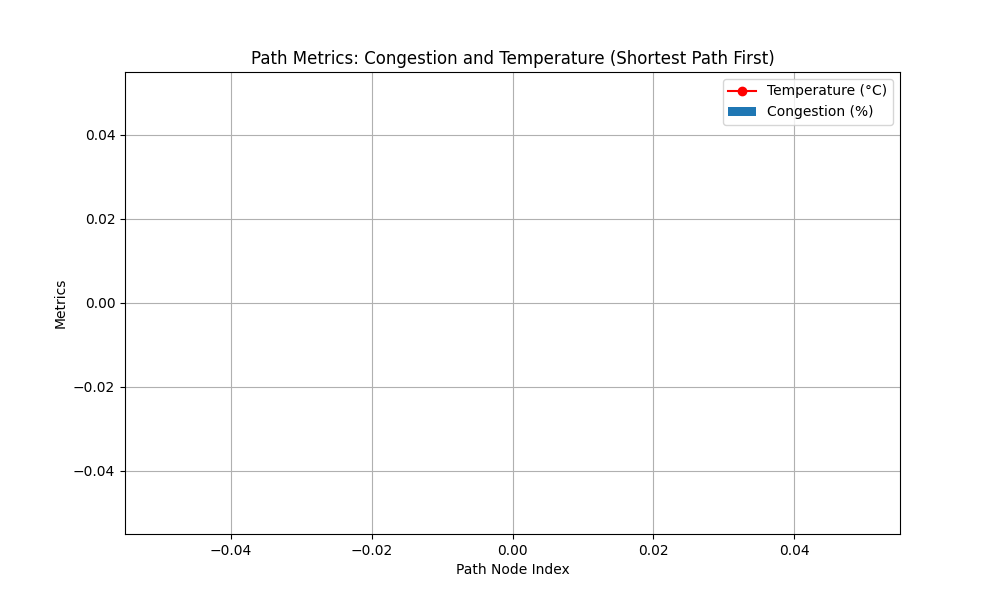 Path Metrics: Congestion and Temperature (Shortest Path First)
Temperature (°C)
Congestion (%)
0.04
0.02
0.00
−0.02
−0.04
Metrics
−0.04
−0.02
0.00
0.02
0.04
Path Node Index